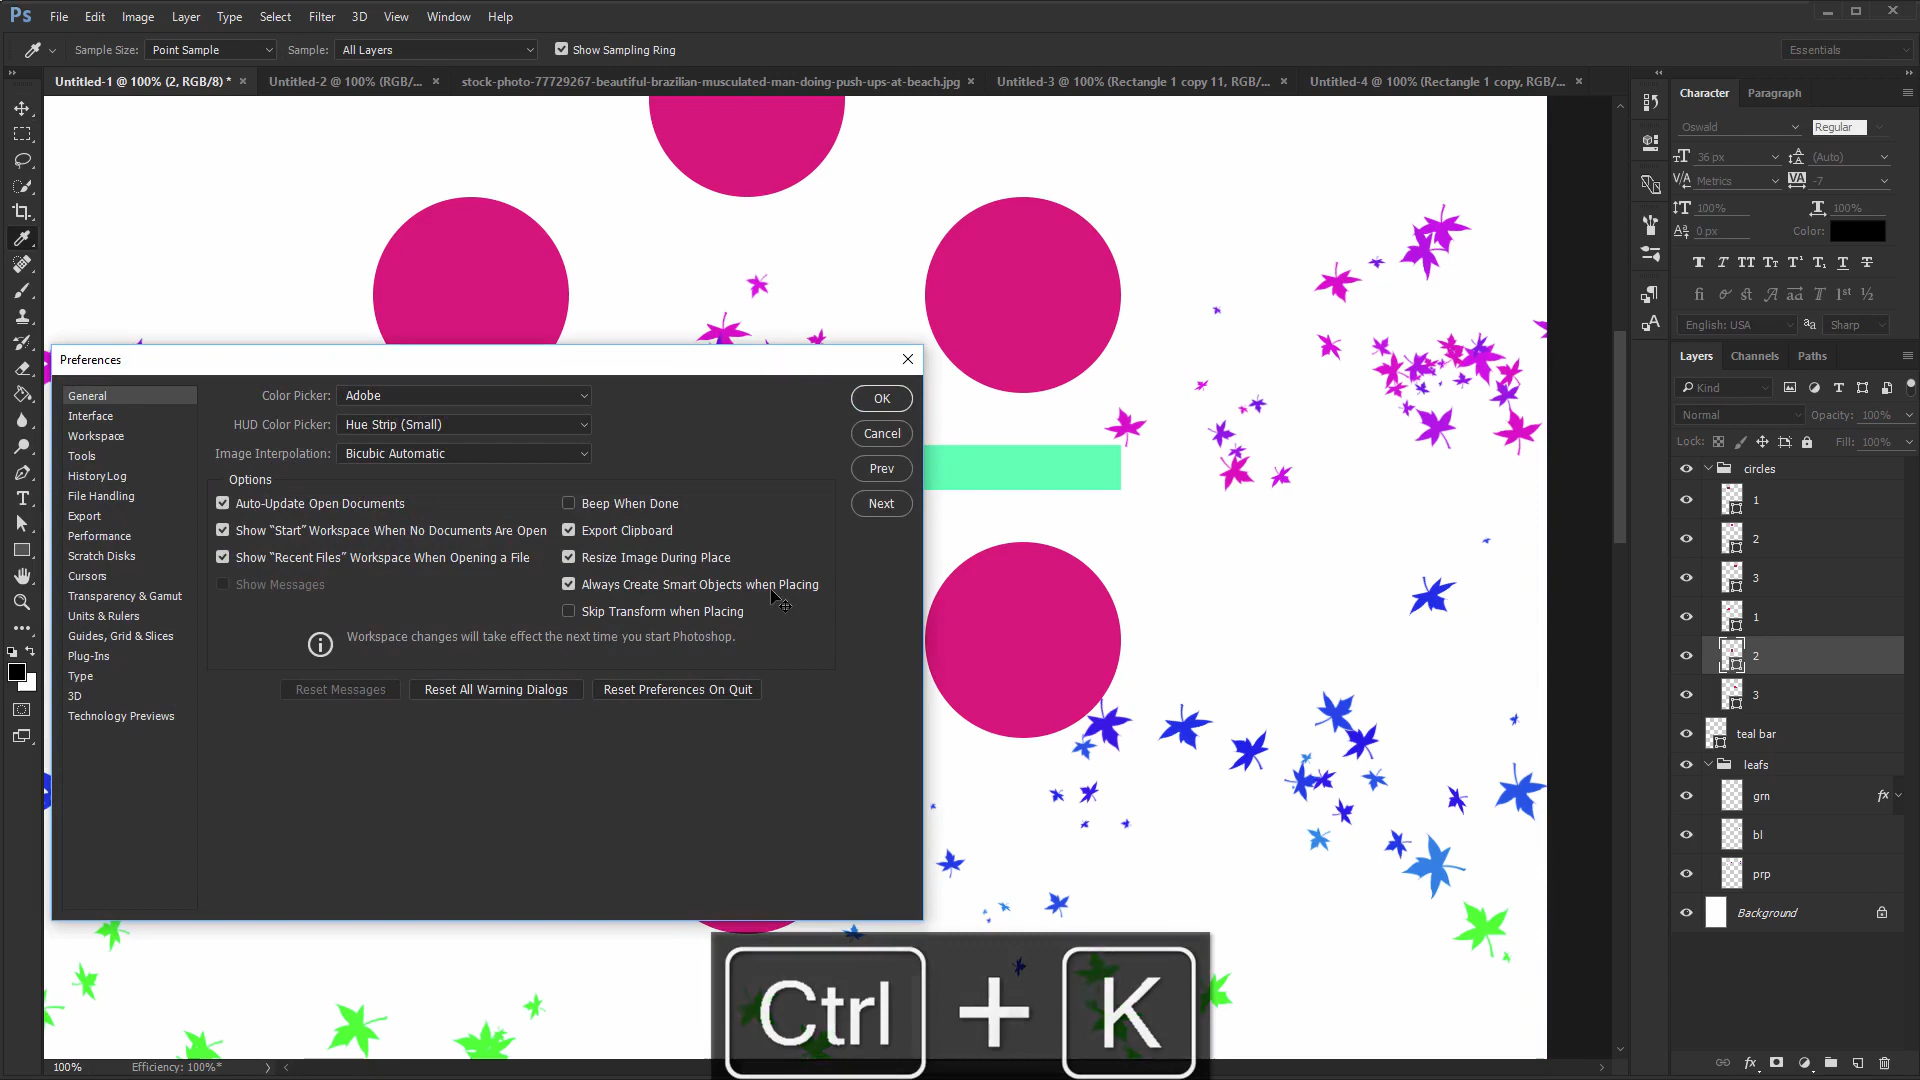 Ps File Edit Image Layer Type Select Filter 3D View Window Help
Sample Size: Point Sample Sample: All Layers Show Sampling Ring Essentials
Untitled-1 @ 100% (2, RGB/8) * Untitled-2 @ 100% (RGB/... stock-photo-77729267-beautiful-brazilian-musculated-man-doing-push-ups-at-beach.jpg Untitled-3 @ 100% (Rectangle 1 copy 11, RGB/... Untitled-4 @ 100% (Rectangle 1 copy, RGB/...
Preferences
General
Interface
Workspace
Tools
History Log
File Handling
Export
Performance
Scratch Disks
Cursors
Transparency & Gamut
Units & Rulers
Guides, Grid & Slices
Plug-Ins
Type
3D
Technology Previews
Color Picker: Adobe
HUD Color Picker: Hue Strip (Small)
Image Interpolation: Bicubic Automatic
Options
Auto-Update Open Documents
Show "Start" Workspace When No Documents Are Open
Show "Recent Files" Workspace When Opening a File
Show Messages
Beep When Done
Export Clipboard
Resize Image During Place
Always Create Smart Objects when Placing
Skip Transform when Placing
Workspace changes will take effect the next time you start Photoshop.
Reset Messages Reset All Warning Dialogs Reset Preferences On Quit
OK
Cancel
Prev
Next
Ctrl + K
100% Efficiency: 100%*
Character Paragraph
Oswald Regular
36 px (Auto)
Metrics -7
100% 100%
0 px Color:
English: USA Sharp
Layers Channels Paths
Kind
Normal Opacity: 100%
Lock: Fill: 100%
circles
1
2
3
1
2
3
teal bar
leafs
grn fx
bl
prp
Background
fx